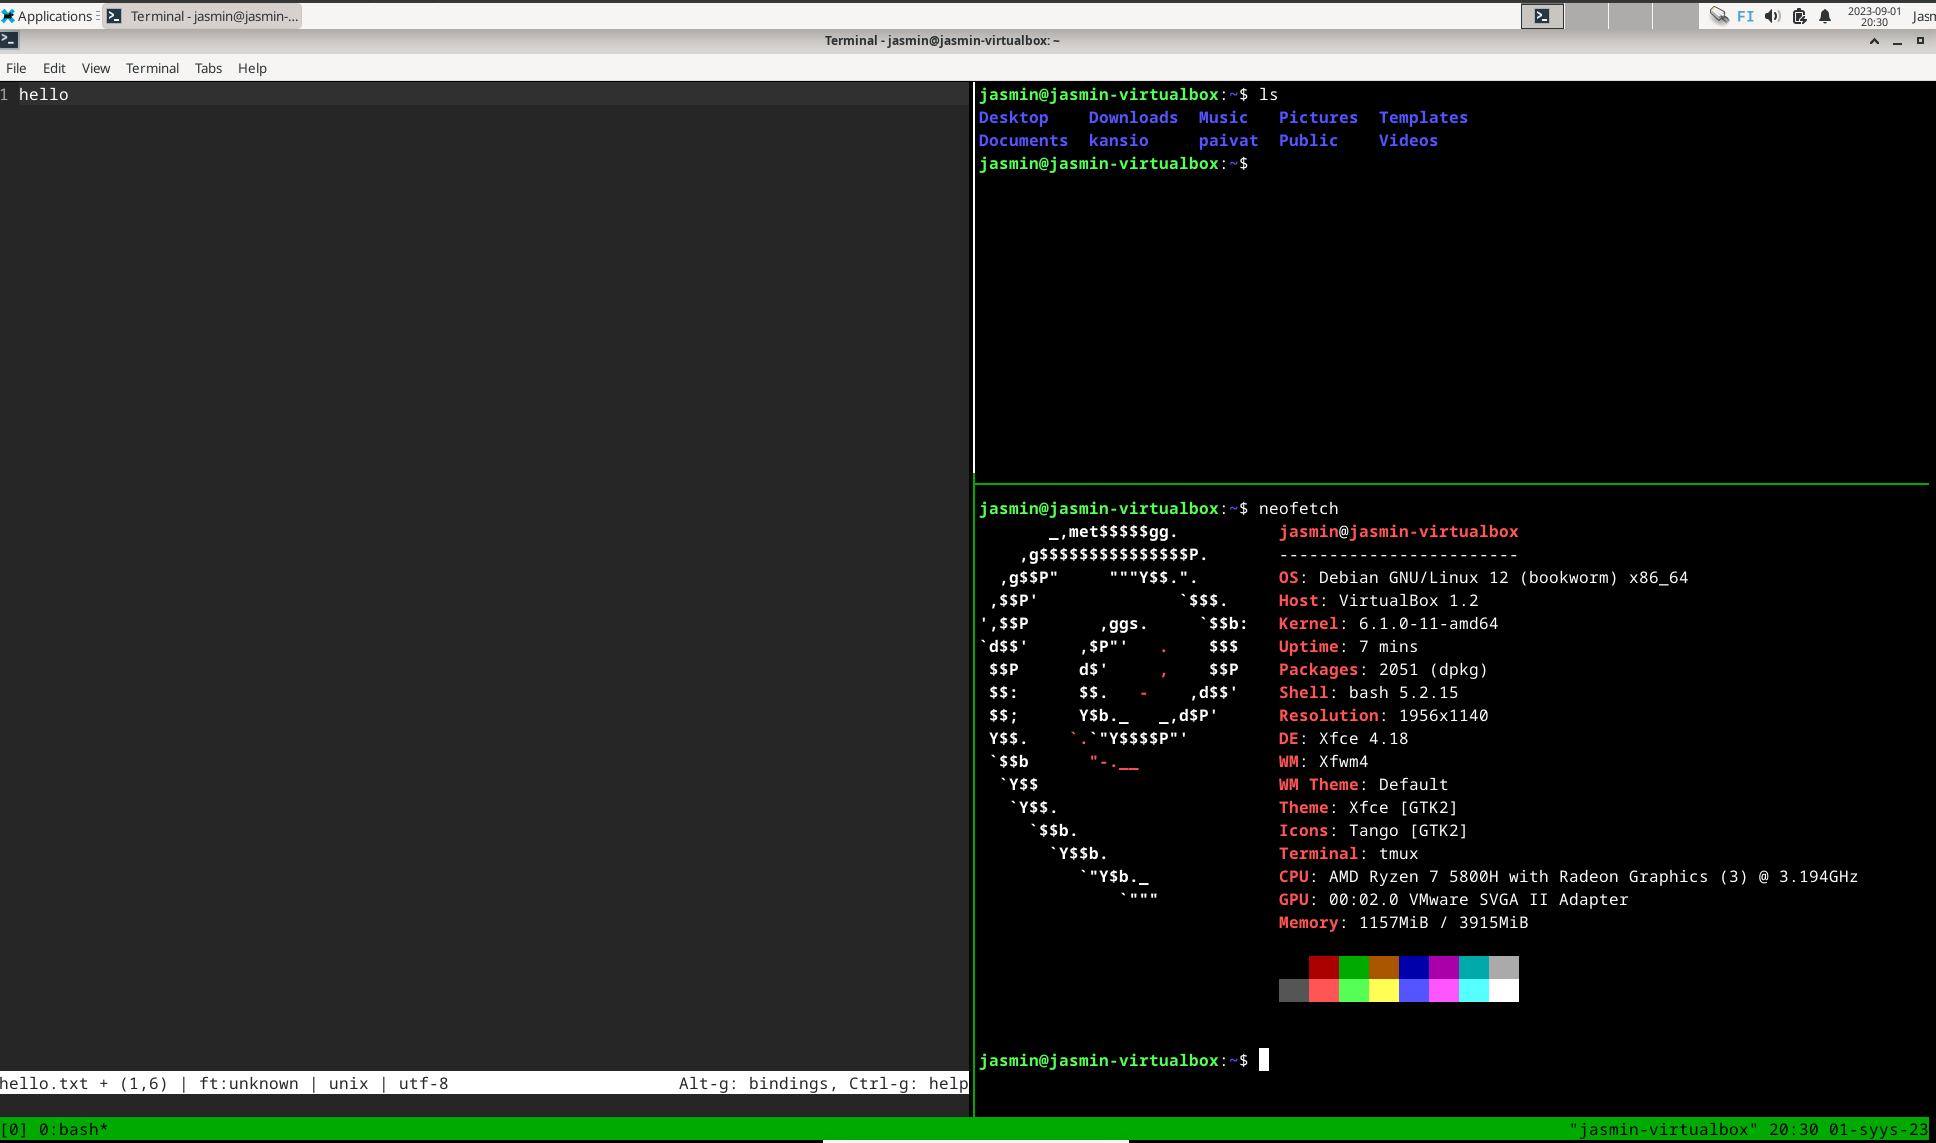 Applications
Terminal - jasmin@jasmin-...
FI
2023-09-01
20:30
Jasm
Terminal - jasmin@jasmin-virtualbox: ~
File Edit View Terminal Tabs Help
1 hello
hello.txt + (1,6) | ft:unknown | unix | utf-8 Alt-g: bindings, Ctrl-g: help
jasmin@jasmin-virtualbox:~$ ls
Desktop    Downloads  Music   Pictures  Templates
Documents  kansio     paivat  Public    Videos
jasmin@jasmin-virtualbox:~$
jasmin@jasmin-virtualbox:~$ neofetch
       _,met$$$$$gg.          jasmin@jasmin-virtualbox
    ,g$$$$$$$$$$$$$$$P.       ------------------------
  ,g$$P"     """Y$$.".        OS: Debian GNU/Linux 12 (bookworm) x86_64
 ,$$P'              `$$$.     Host: VirtualBox 1.2
',$$P       ,ggs.     `$$b:   Kernel: 6.1.0-11-amd64
`d$$'     ,$P"'   .    $$$    Uptime: 7 mins
 $$P      d$'     ,    $$P    Packages: 2051 (dpkg)
 $$:      $$.   -    ,d$$'    Shell: bash 5.2.15
 $$;      Y$b._   _,d$P'      Resolution: 1956x1140
 Y$$.    `.`"Y$$$$P"'         DE: Xfce 4.18
 `$$b      "-.__              WM: Xfwm4
  `Y$$                        WM Theme: Default
   `Y$$.                      Theme: Xfce [GTK2]
     `$$b.                    Icons: Tango [GTK2]
       `Y$$b.                 Terminal: tmux
          `"Y$b._             CPU: AMD Ryzen 7 5800H with Radeon Graphics (3) @ 3.194GHz
              `"""            GPU: 00:02.0 VMware SVGA II Adapter
                              Memory: 1157MiB / 3915MiB
jasmin@jasmin-virtualbox:~$
[0] 0:bash* "jasmin-virtualbox" 20:30 01-syys-23